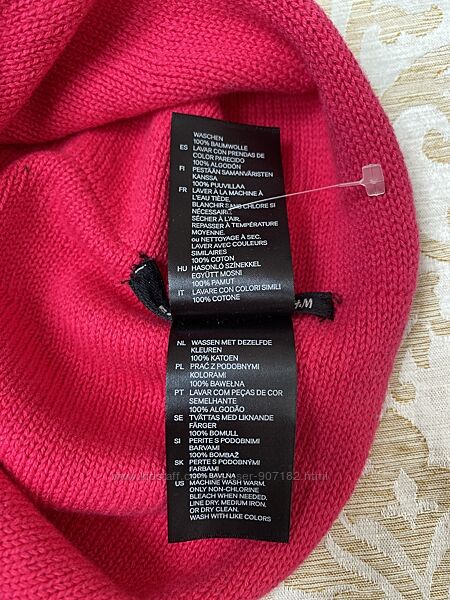 WASCHEN
100% BAUMWOLLE
ES LAVAR CON PRENDAS DE
COLOR PARECIDO
100% ALGODÓN
FI PESTÄÄN SAMANVÄRISTEN
KANSSA
100% PUUVILLAA
FR LAVER À LA MACHINE À
L'EAU TIÈDE.
BLANCHIR SANS CHLORE SI
NÉCESSAIRE.
SÉCHER À L'AIR.
REPASSER À TEMPÉRATURE
MOYENNE.
ou NETTOYAGE À SEC.
LAVER AVEC COULEURS
SIMILAIRES
100% COTON
HU HASONLÓ SZÍNEKKEL
EGYÜTT MOSNI
100% PAMUT
IT LAVARE CON COLORI SIMILI
100% COTONE
NL WASSEN MET DEZELFDE
KLEUREN
100% KATOEN
PL PRAĆ Z PODOBNYMI
KOLORAMI
100% BAWEŁNA
PT LAVAR COM PEÇAS DE COR
SEMELHANTE
100% ALGODÃO
SE TVÄTTAS MED LIKNANDE
FÄRGER
100% BOMULL
SI PERITE S PODOBNIMI
BARVAMI
100% BOMBAŽ
SK PERTE S PODOBNÝMI
FARBAMI
100% BAVLNA
US MACHINE WASH WARM.
ONLY NON-CHLORINE
BLEACH WHEN NEEDED.
LINE DRY, MEDIUM IRON,
OR DRY CLEAN.
WASH WITH LIKE COLORS